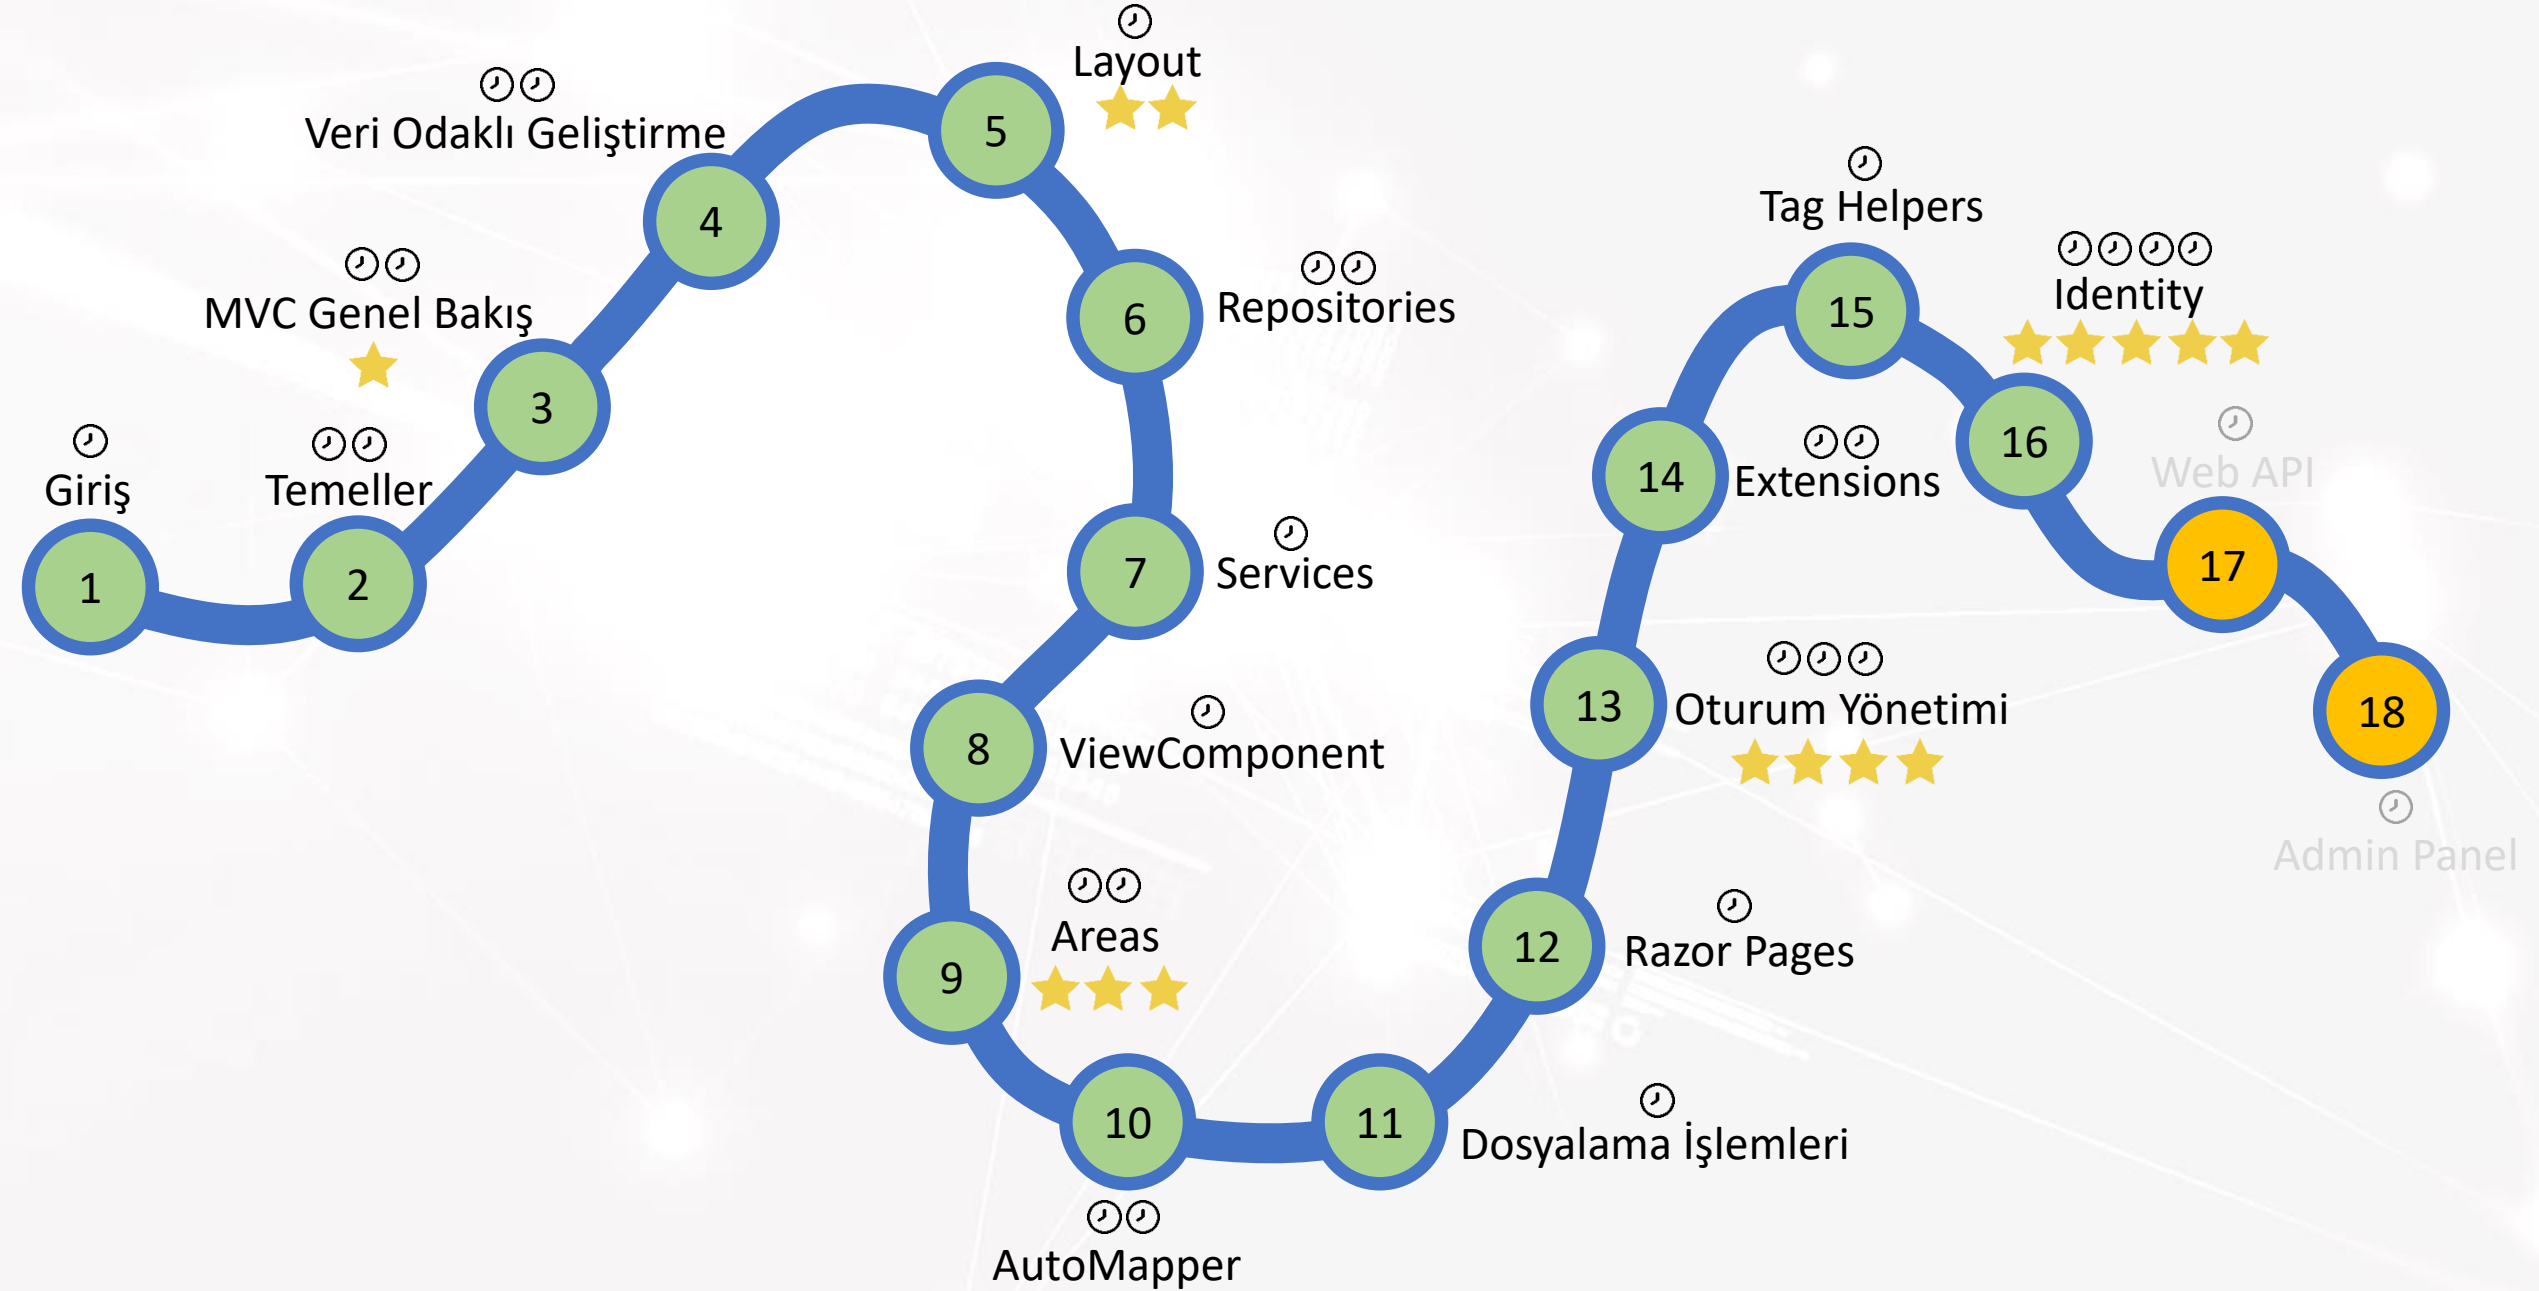 Giriş
1
Temeller
2
MVC Genel Bakış
3
Veri Odaklı Geliştirme
4
Layout
5
Repositories
6
Services
7
ViewComponent
8
Areas
9
AutoMapper
10
Dosyalama İşlemleri
11
Razor Pages
12
Oturum Yönetimi
13
Extensions
14
Tag Helpers
15
Identity
16
Web API
17
18
Admin Panel